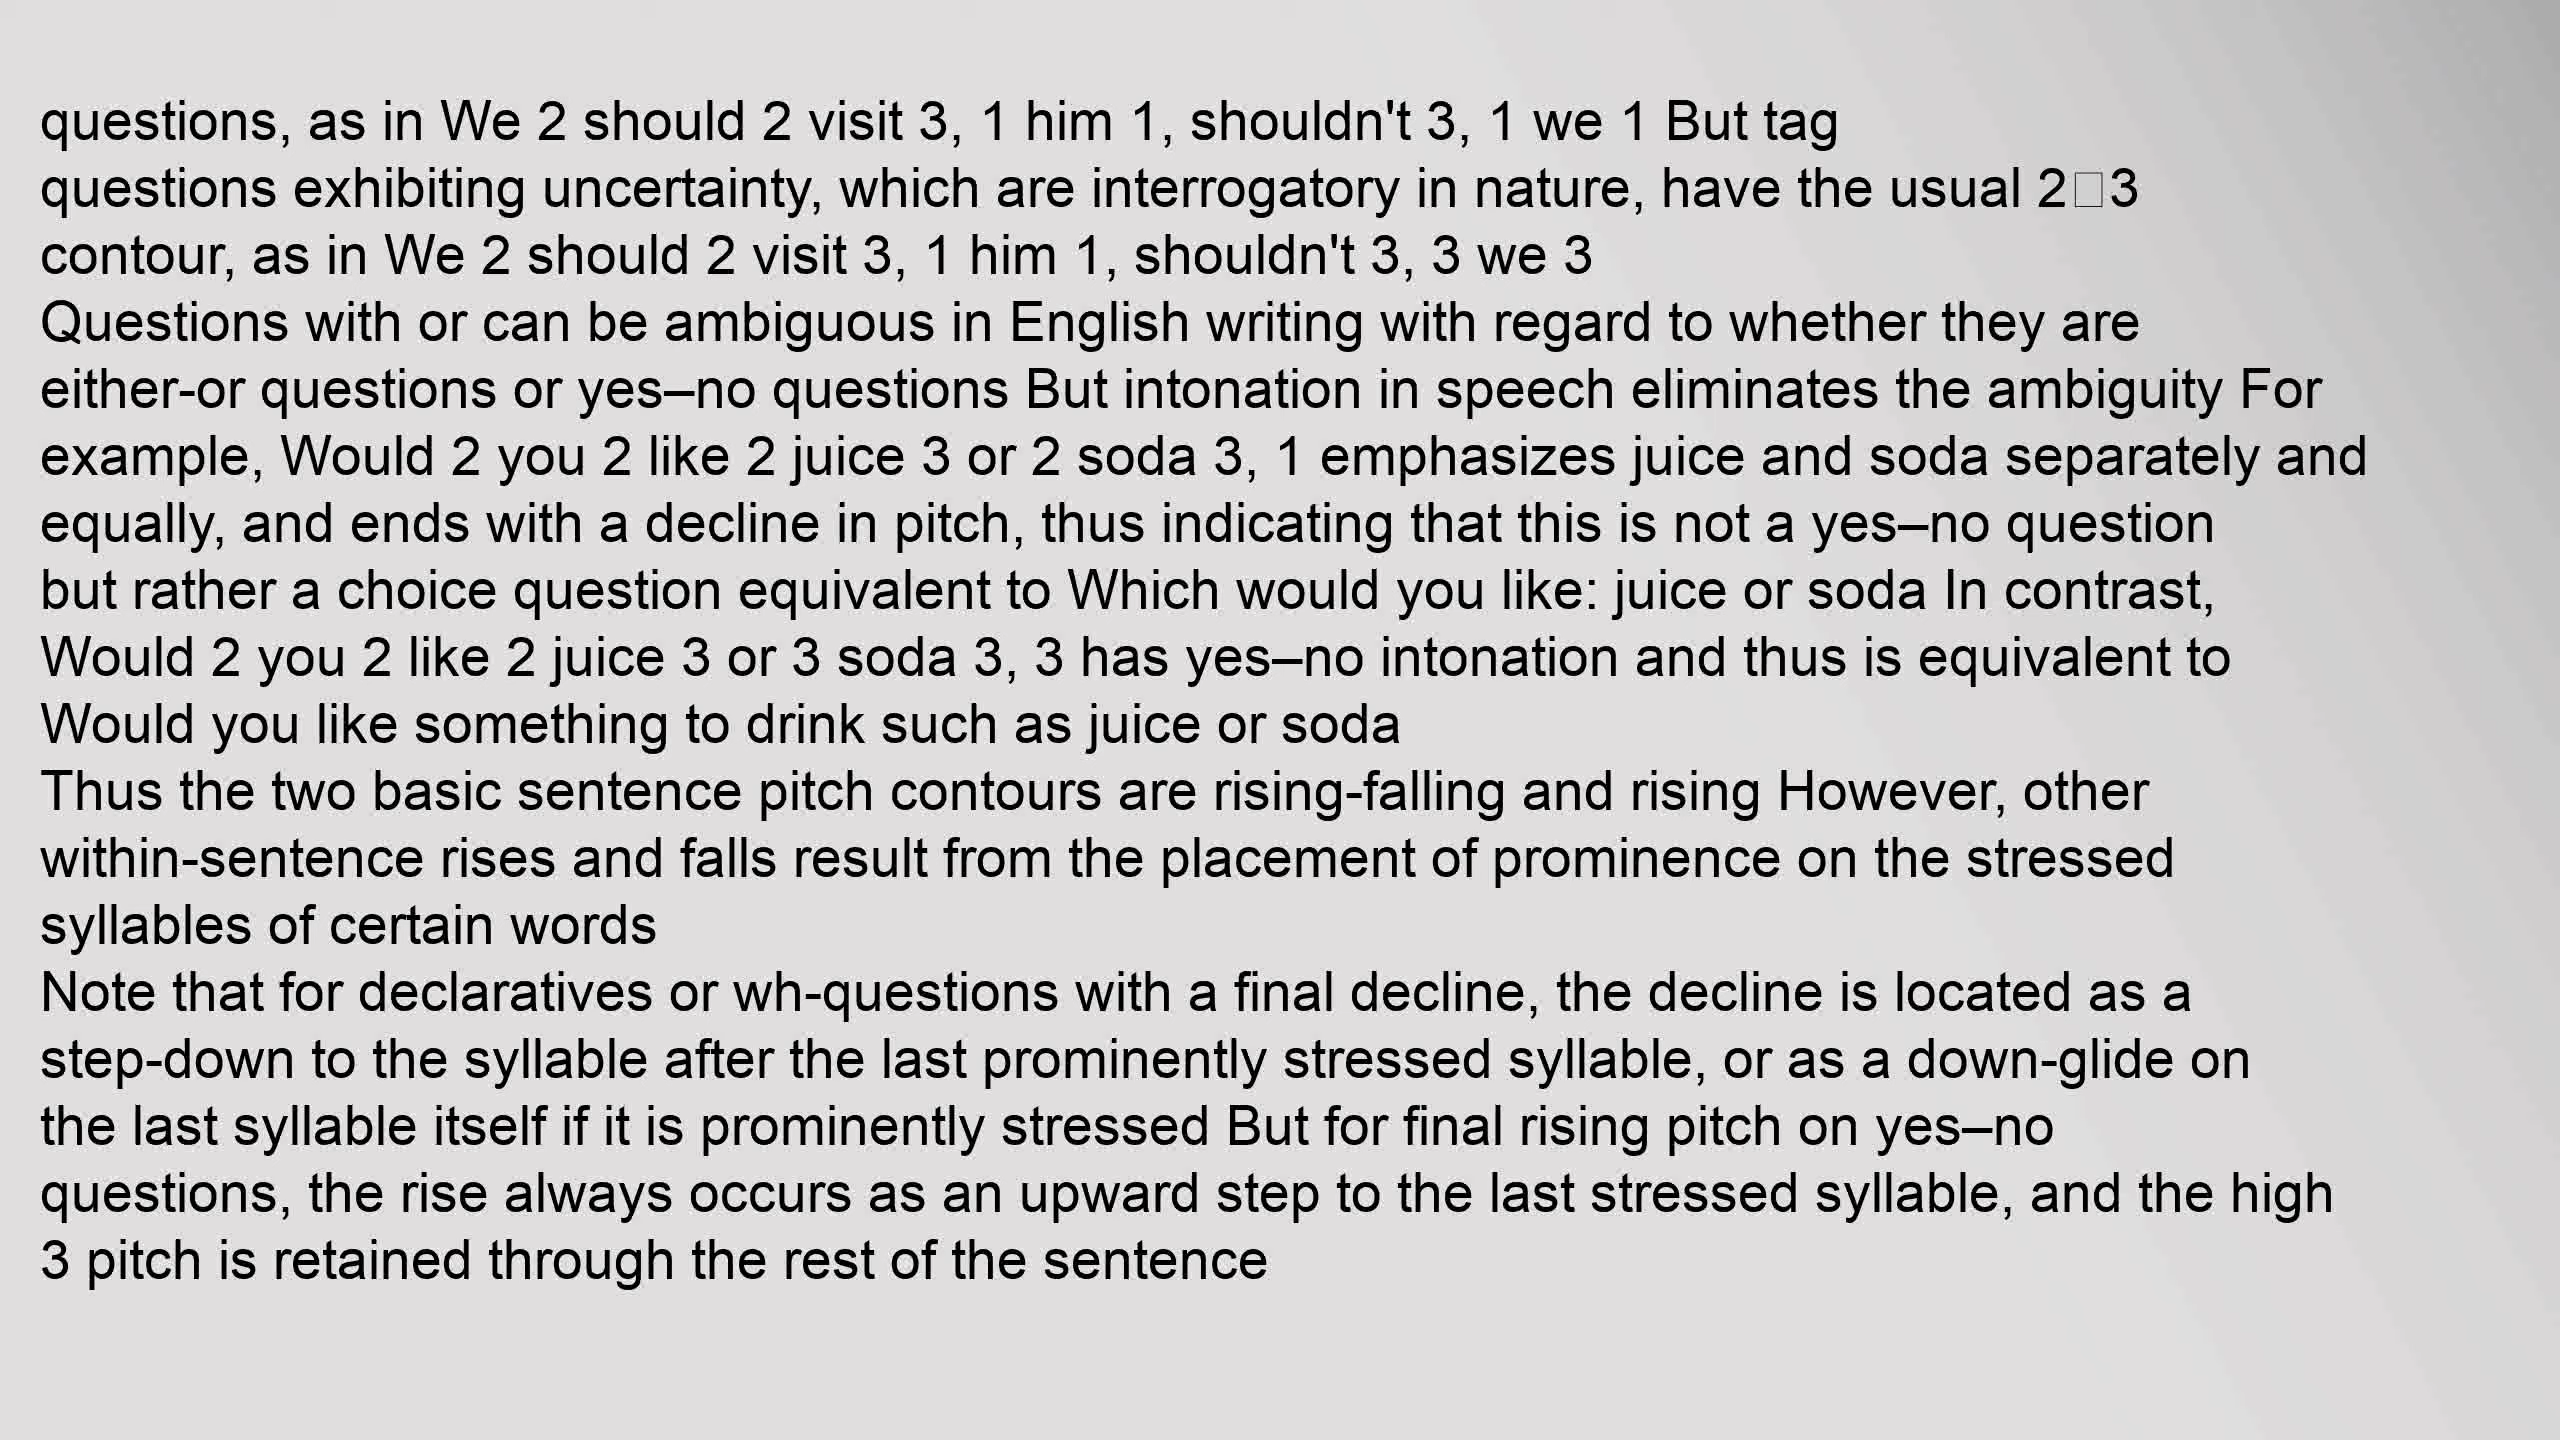 questions, as in We 2 should 2 visit 3, 1 him 1, shouldn't 3, 1 we 1 But tag
questions exhibiting uncertainty, which are interrogatory in nature, have the usual 2□3
contour, as in We 2 should 2 visit 3, 1 him 1, shouldn't 3, 3 we 3
Questions with or can be ambiguous in English writing with regard to whether they are
either-or questions or yes–no questions But intonation in speech eliminates the ambiguity For
example, Would 2 you 2 like 2 juice 3 or 2 soda 3, 1 emphasizes juice and soda separately and
equally, and ends with a decline in pitch, thus indicating that this is not a yes–no question
but rather a choice question equivalent to Which would you like: juice or soda In contrast,
Would 2 you 2 like 2 juice 3 or 3 soda 3, 3 has yes–no intonation and thus is equivalent to
Would you like something to drink such as juice or soda
Thus the two basic sentence pitch contours are rising-falling and rising However, other
within-sentence rises and falls result from the placement of prominence on the stressed
syllables of certain words
Note that for declaratives or wh-questions with a final decline, the decline is located as a
step-down to the syllable after the last prominently stressed syllable, or as a down-glide on
the last syllable itself if it is prominently stressed But for final rising pitch on yes–no
questions, the rise always occurs as an upward step to the last stressed syllable, and the high
3 pitch is retained through the rest of the sentence